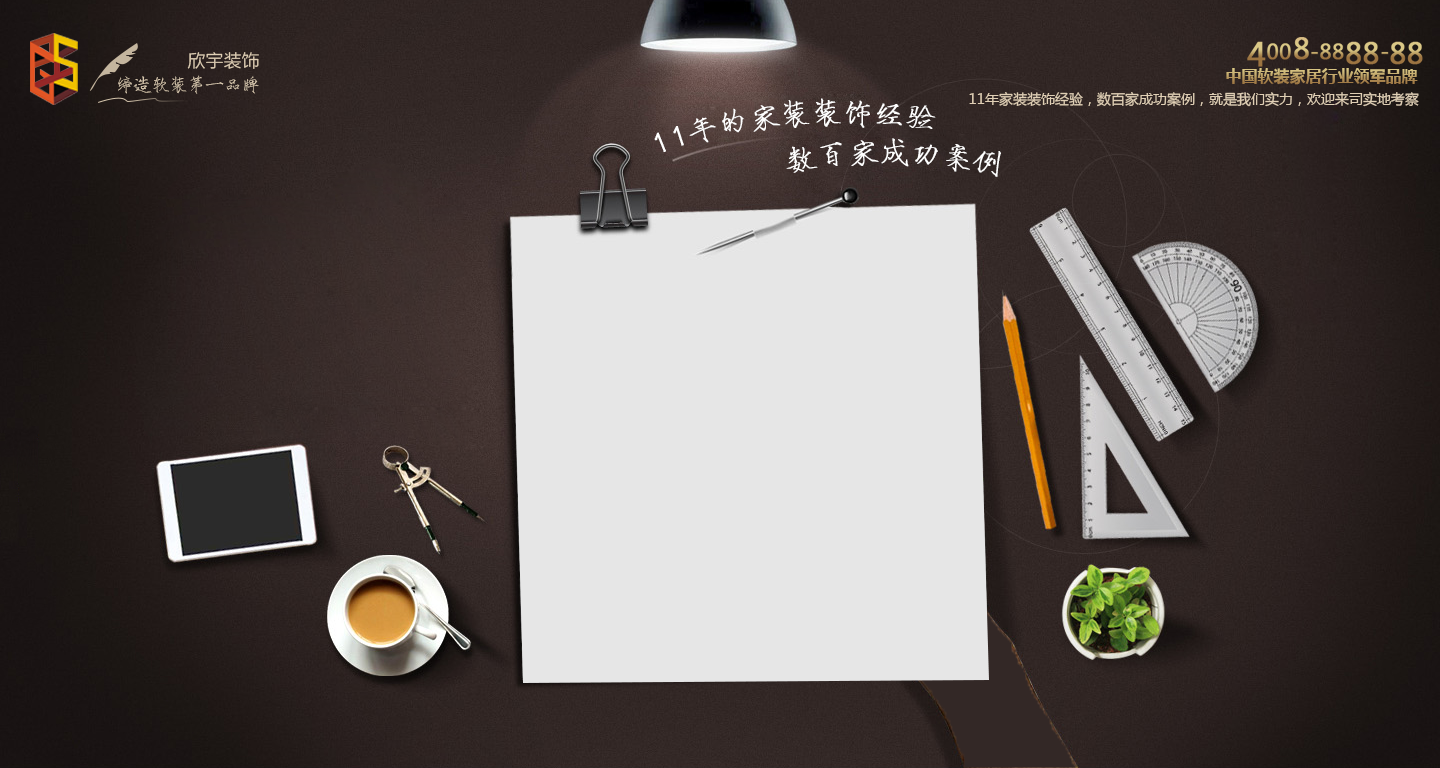 欣宇装饰
缔造软装第一品牌
4008-8888-88
中国软装家居行业领军品牌
11年家装装饰经验，数百家成功案例，就是我们实力，欢迎来司实地考察
11年的家装装饰经验
数百家成功案例
90